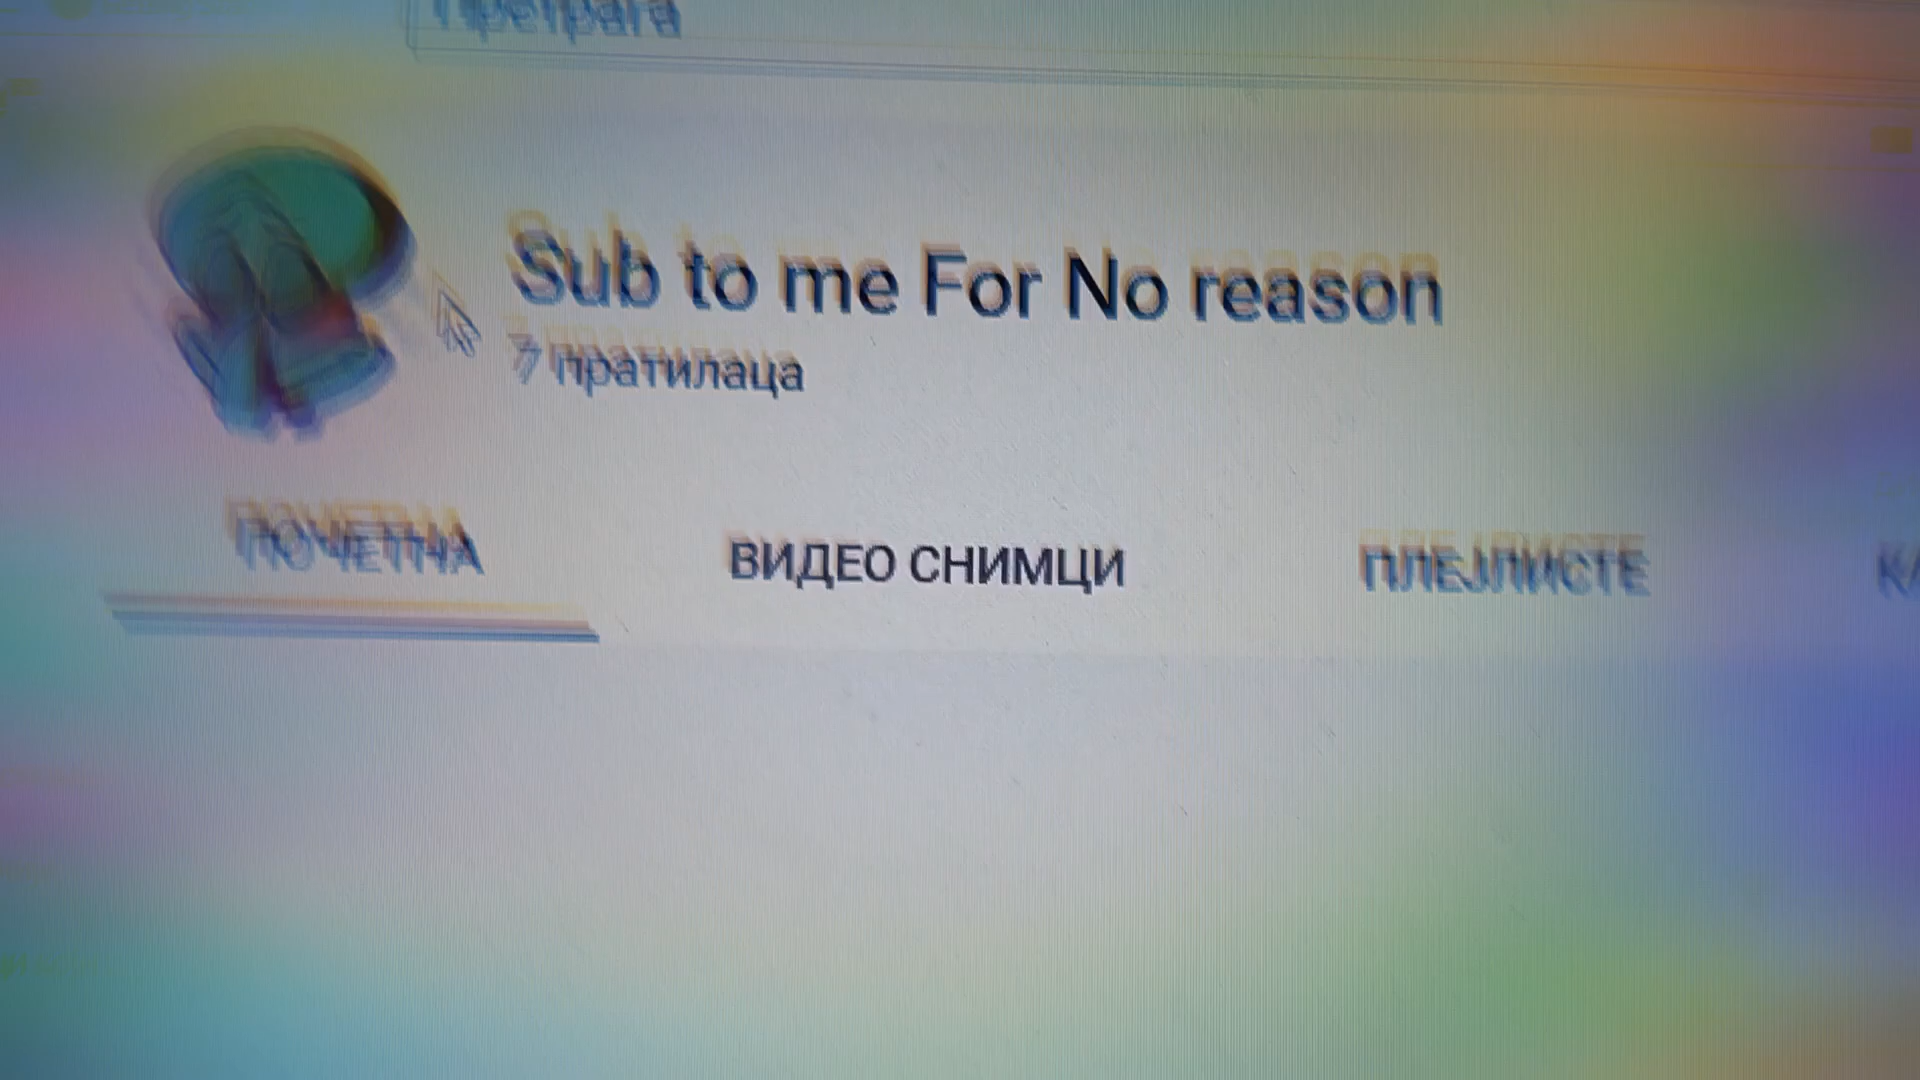 Претрага
Sub to me For No reason
7 пратилаца
ПОЧЕТНА
ВИДЕО СНИМЦИ
ПЛЕЈЛИСТЕ